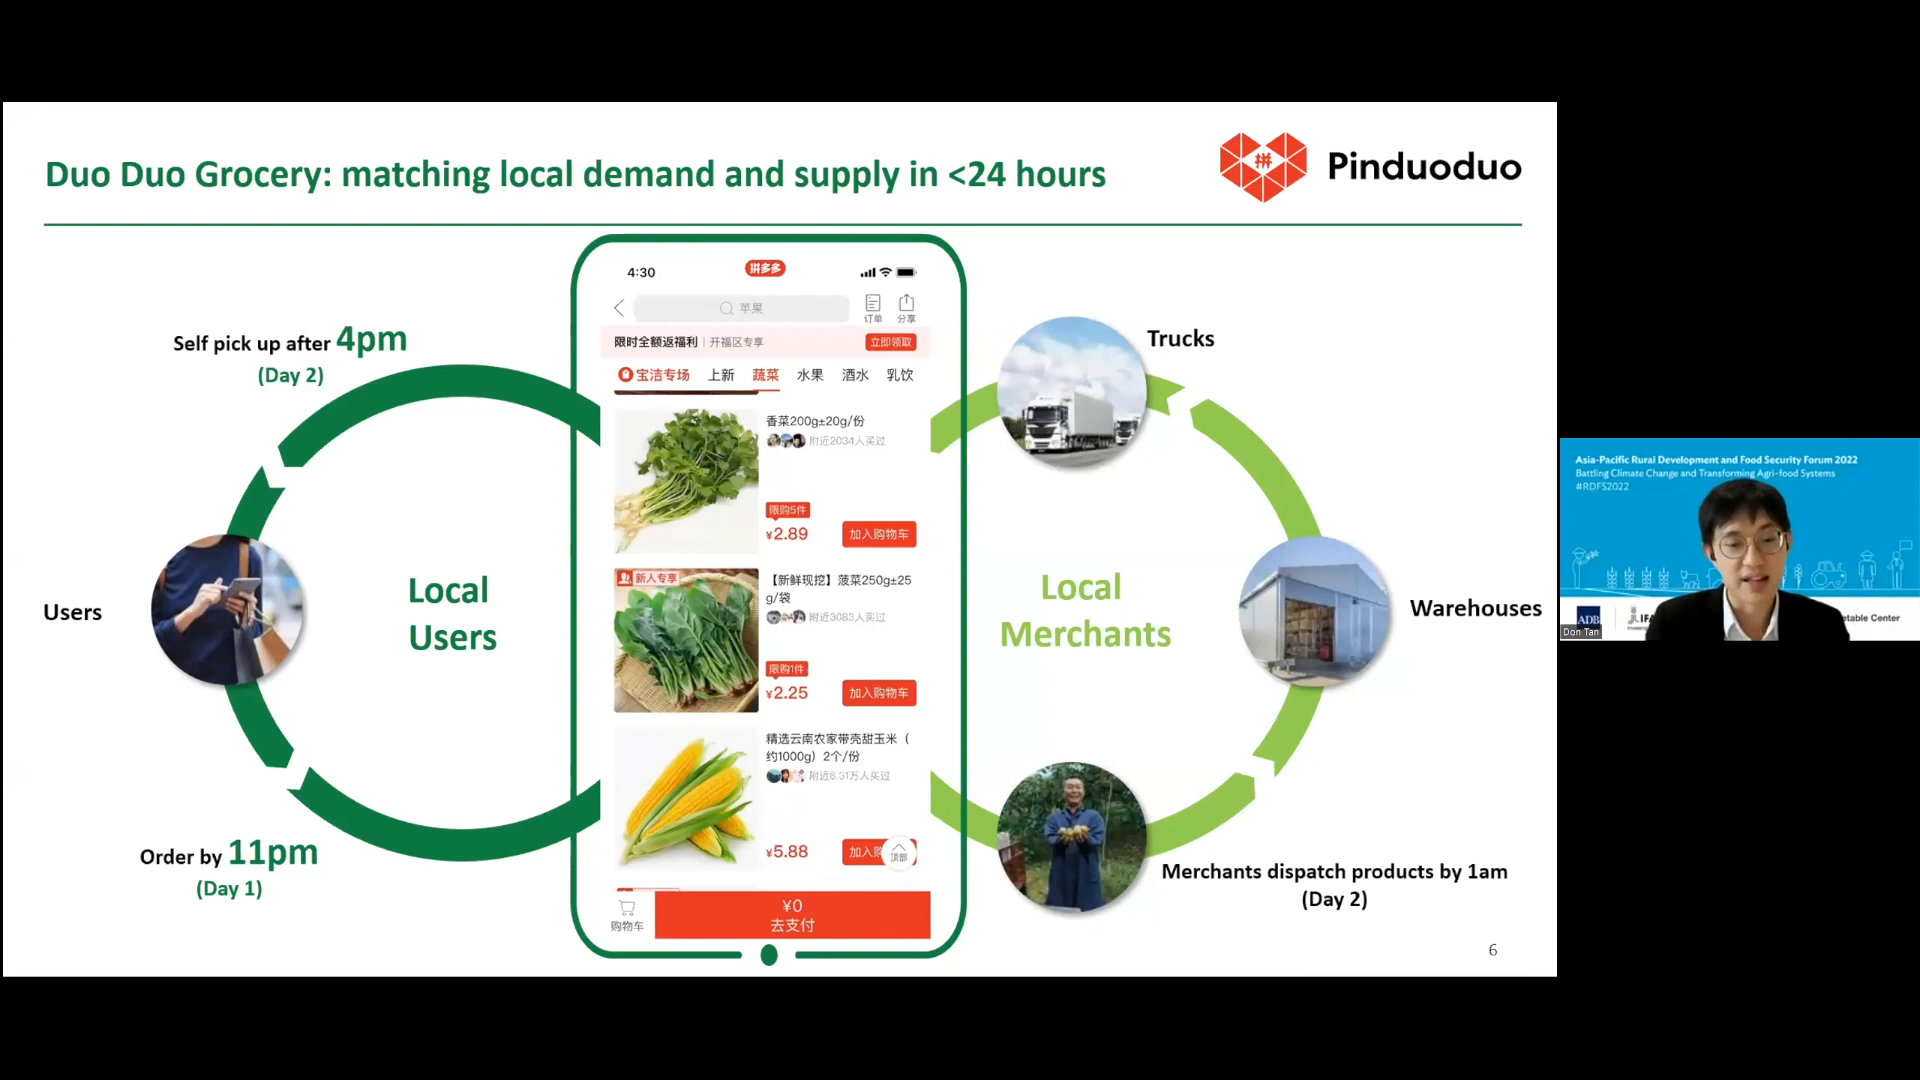 Duo Duo Grocery: matching local demand and supply in <24 hours
拼
Pinduoduo
Self pick up after 4pm
(Day 2)
Users
Local
Users
Order by 11pm
(Day 1)
4:30
拼多多
苹果
订单
分享
限时全额返福利 | 开福区专享
立即领取
宝洁专场 上新 蔬菜 水果 酒水 乳饮
香菜200g±20g/份
附近2034人买过
限购5件
¥2.89
加入购物车
新人专享
【新鲜现挖】菠菜250g±25
g/袋
附近3083人买过
限购1件
¥2.25
加入购物车
精选云南农家带壳甜玉米（
约1000g）2个/份
附近6.31万人买过
¥5.88
加入购
顶部
购物车
¥0
去支付
Trucks
Local
Merchants
Warehouses
Merchants dispatch products by 1am
(Day 2)
6
Asia-Pacific Rural Development and Food Security Forum 2022
Battling Climate Change and Transforming Agri-food Systems
#RDFS2022
ADB
etable Center
Don Tan